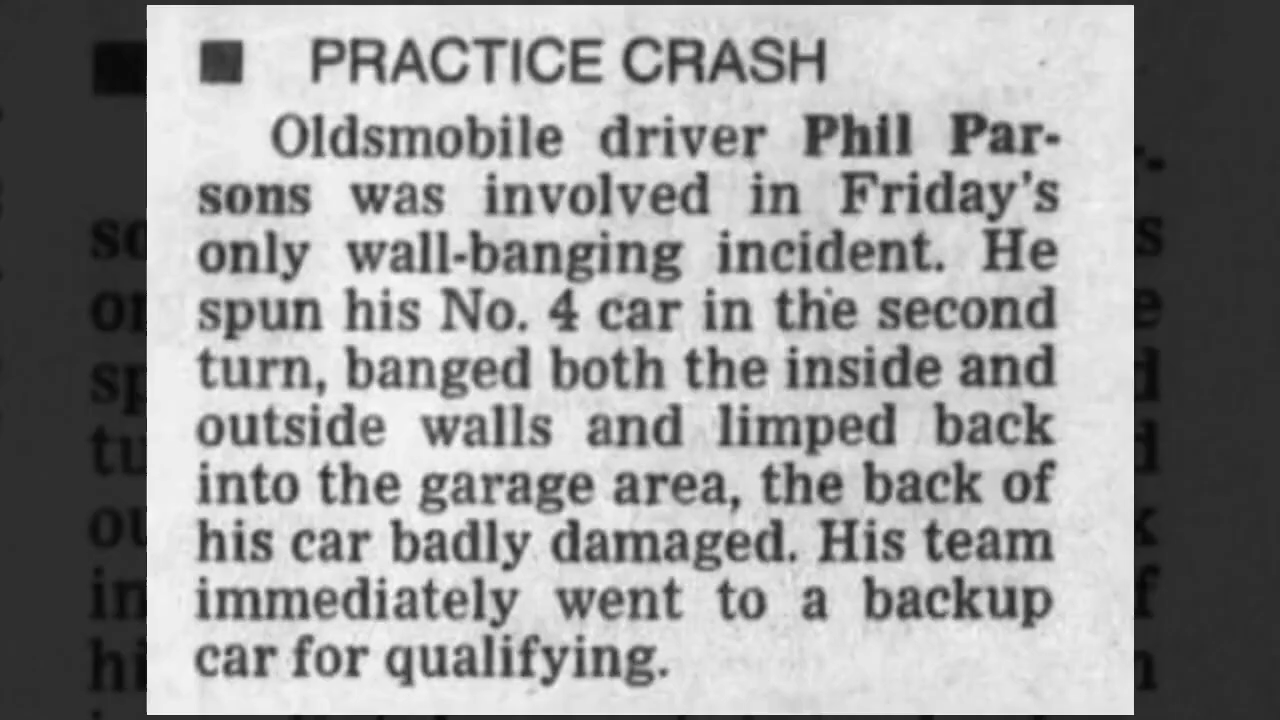 ■ PRACTICE CRASH
Oldsmobile driver Phil Par-
sons was involved in Friday's
only wall-banging incident. He
spun his No. 4 car in the second
turn, banged both the inside and
outside walls and limped back
into the garage area, the back of
his car badly damaged. His team
immediately went to a backup
car for qualifying.